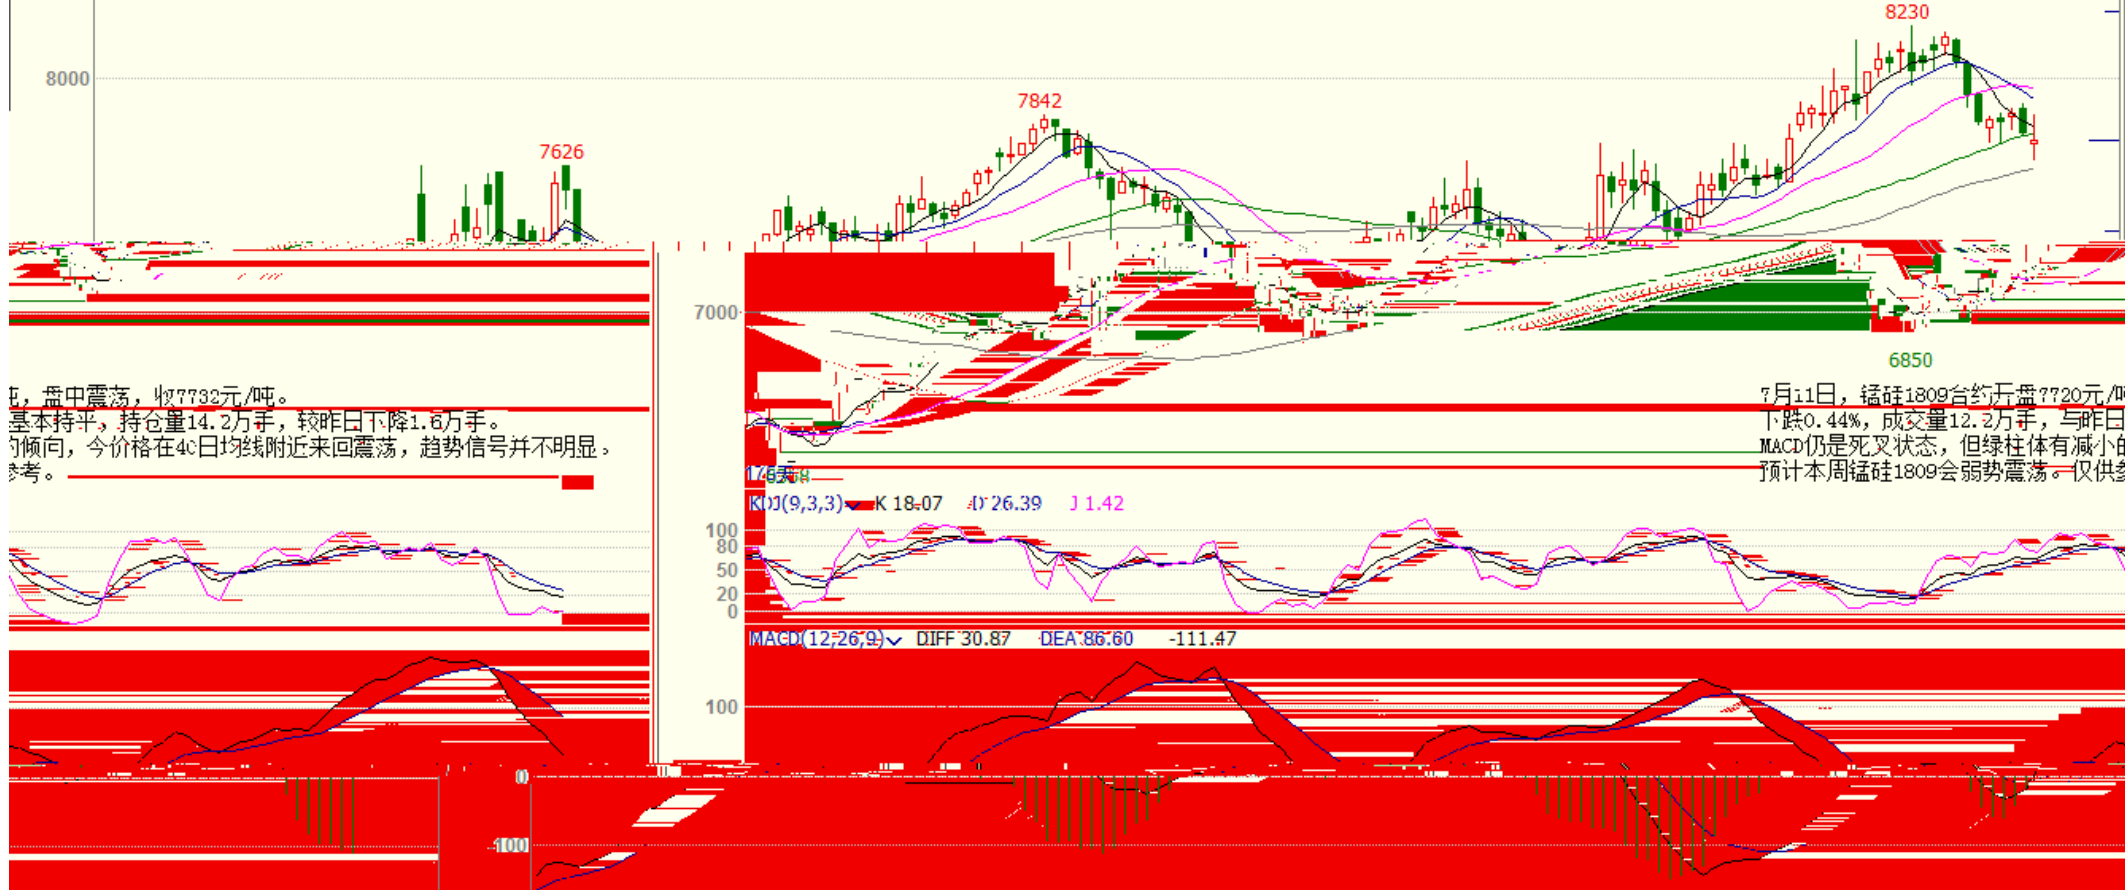 8230
8000
7842
7626
7000
6850
7月11日，锰硅1809合约开盘7720元/吨
吨，盘中震荡，收7732元/吨。
下跌0.44%，成交量12.2万手，与昨日
基本持平，持仓量14.2万手，较昨日下降1.6万手。
MACD仍是死叉状态，但绿柱体有减小的
的倾向，今价格在40日均线附近来回震荡，趋势信号并不明显。
预计本周锰硅1809会弱势震荡。仅供参
参考。
KDJ(9,3,3) K 18.07 D 26.39 J 1.42
100
80
50
20
0
MACD(12,26,9) DIFF 30.87 DEA 86.60 -111.47
100
0
-100